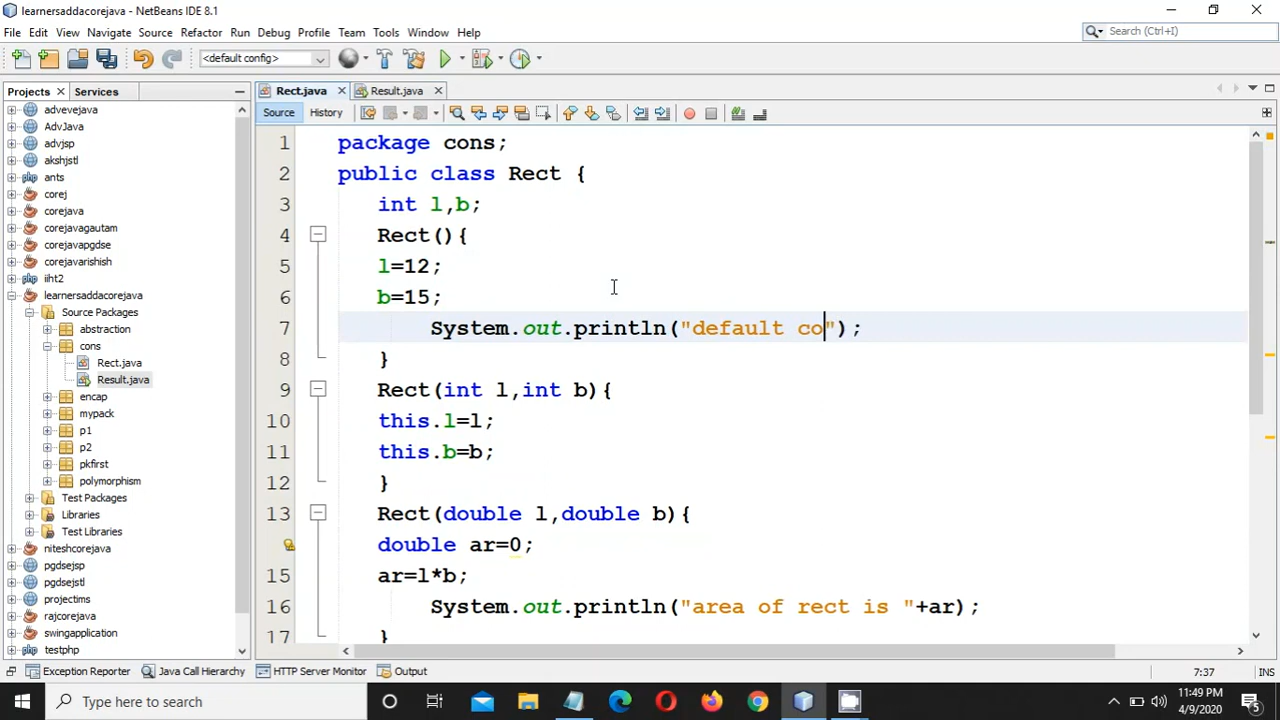 learnersaddacorejava - NetBeans IDE 8.1
File Edit View Navigate Source Refactor Run Debug Profile Team Tools Window Help
Search (Ctrl+I)
<default config>
Projects Services
Rect.java Result.java
Source History
advevejava
AdvJava
advjsp
akshjstl
ants
corej
corejava
corejavagautam
corejavapgdse
corejavarishish
iiht2
learnersaddacorejava
Source Packages
abstraction
cons
Rect.java
Result.java
encap
mypack
p1
p2
pkfirst
polymorphism
Test Packages
Libraries
Test Libraries
niteshcorejava
pgdsejsp
pgdsejstl
projectims
rajcorejava
swingapplication
testphp
1 package cons;
2 public class Rect {
3 int l,b;
4 Rect(){
5 l=12;
6 b=15;
7 System.out.println("default co");
8 }
9 Rect(int l,int b){
10 this.l=l;
11 this.b=b;
12 }
13 Rect(double l,double b){
double ar=0;
15 ar=l*b;
16 System.out.println("area of rect is "+ar);
17 }
Exception Reporter Java Call Hierarchy HTTP Server Monitor Output
7:37 INS
Type here to search
11:49 PM
4/9/2020
5